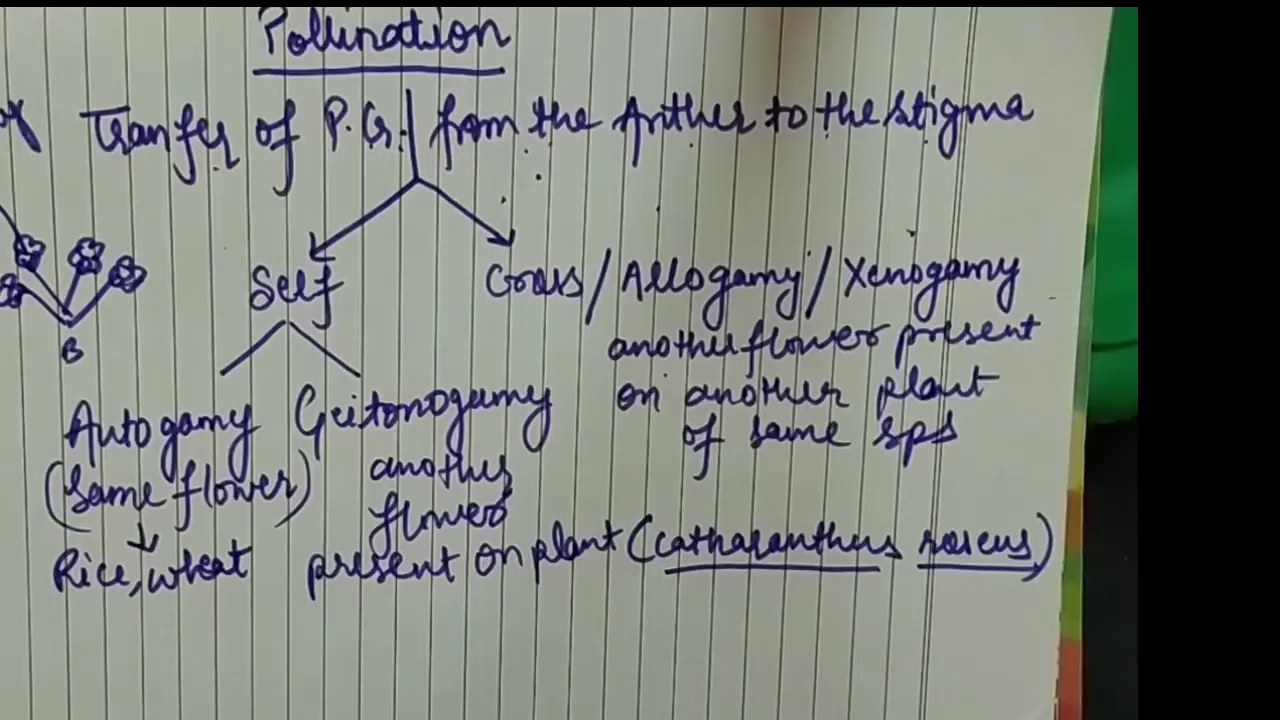 Pollination
of Tranfer of P.G. from the Anther to the Stigma
Self
Cross / Allogamy / Xenogamy
another flower present
on another plant
of same sps
B
Autogamy
(Same flower)
Rice, wheat
Geitonogamy
another
flower
present on plant (catharanthus roseus)